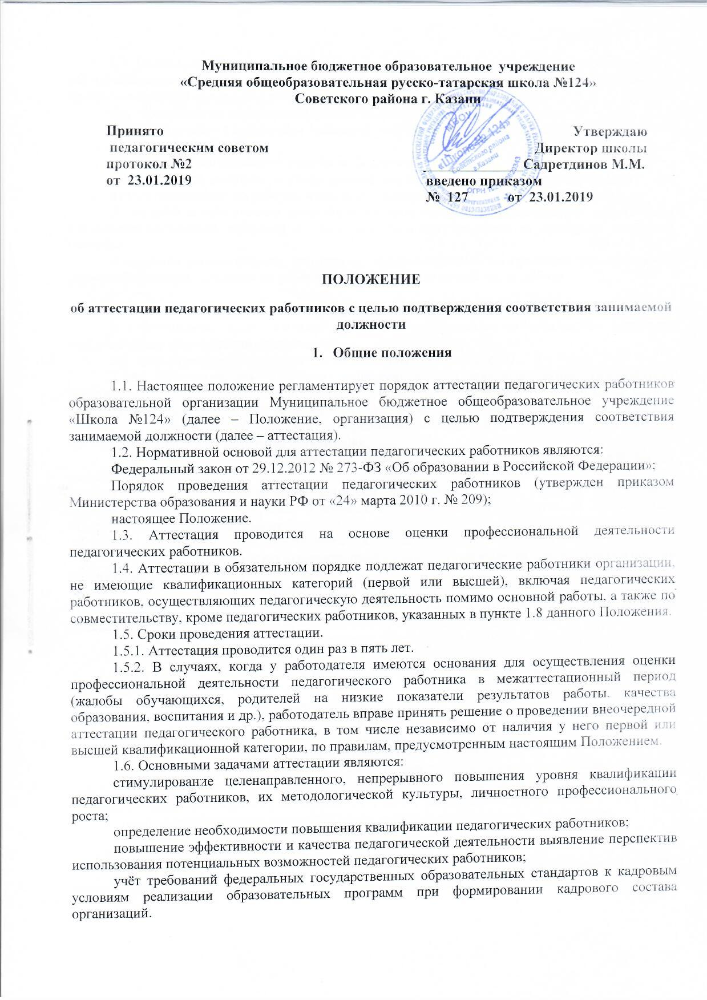 Муниципальное бюджетное образовательное учреждение
«Средняя общеобразовательная русско-татарская школа №124»
Советского района г. Казани
Принято Утверждаю
педагогическим советом Директор школы
протокол №2 ______________ Садретдинов М.М.
от 23.01.2019 введено приказом
№ 127 от 23.01.2019
МБОУ
«Школа № 124»
Советского района
г.Казани
ПОЛОЖЕНИЕ
об аттестации педагогических работников с целью подтверждения соответствия занимаемой
должности
1. Общие положения
1.1. Настоящее положение регламентирует порядок аттестации педагогических работников
образовательной организации Муниципальное бюджетное общеобразовательное учреждение
«Школа №124» (далее – Положение, организация) с целью подтверждения соответствия
занимаемой должности (далее – аттестация).
1.2. Нормативной основой для аттестации педагогических работников являются:
Федеральный закон от 29.12.2012 № 273-ФЗ «Об образовании в Российской Федерации»;
Порядок проведения аттестации педагогических работников (утвержден приказом
Министерства образования и науки РФ от «24» марта 2010 г. № 209);
настоящее Положение.
1.3. Аттестация проводится на основе оценки профессиональной деятельности
педагогических работников.
1.4. Аттестации в обязательном порядке подлежат педагогические работники организации,
не имеющие квалификационных категорий (первой или высшей), включая педагогических
работников, осуществляющих педагогическую деятельность помимо основной работы, а также по
совместительству, кроме педагогических работников, указанных в пункте 1.8 данного Положения.
1.5. Сроки проведения аттестации.
1.5.1. Аттестация проводится один раз в пять лет.
1.5.2. В случаях, когда у работодателя имеются основания для осуществления оценки
профессиональной деятельности педагогического работника в межаттестационный период
(жалобы обучающихся, родителей на низкие показатели результатов работы, качества
образования, воспитания и др.), работодатель вправе принять решение о проведении внеочередной
аттестации педагогического работника, в том числе независимо от наличия у него первой или
высшей квалификационной категории, по правилам, предусмотренным настоящим Положением.
1.6. Основными задачами аттестации являются:
стимулирование целенаправленного, непрерывного повышения уровня квалификации
педагогических работников, их методологической культуры, личностного профессионального
роста;
определение необходимости повышения квалификации педагогических работников;
повышение эффективности и качества педагогической деятельности выявление перспектив
использования потенциальных возможностей педагогических работников;
учёт требований федеральных государственных образовательных стандартов к кадровым
условиям реализации образовательных программ при формировании кадрового состава
организаций.